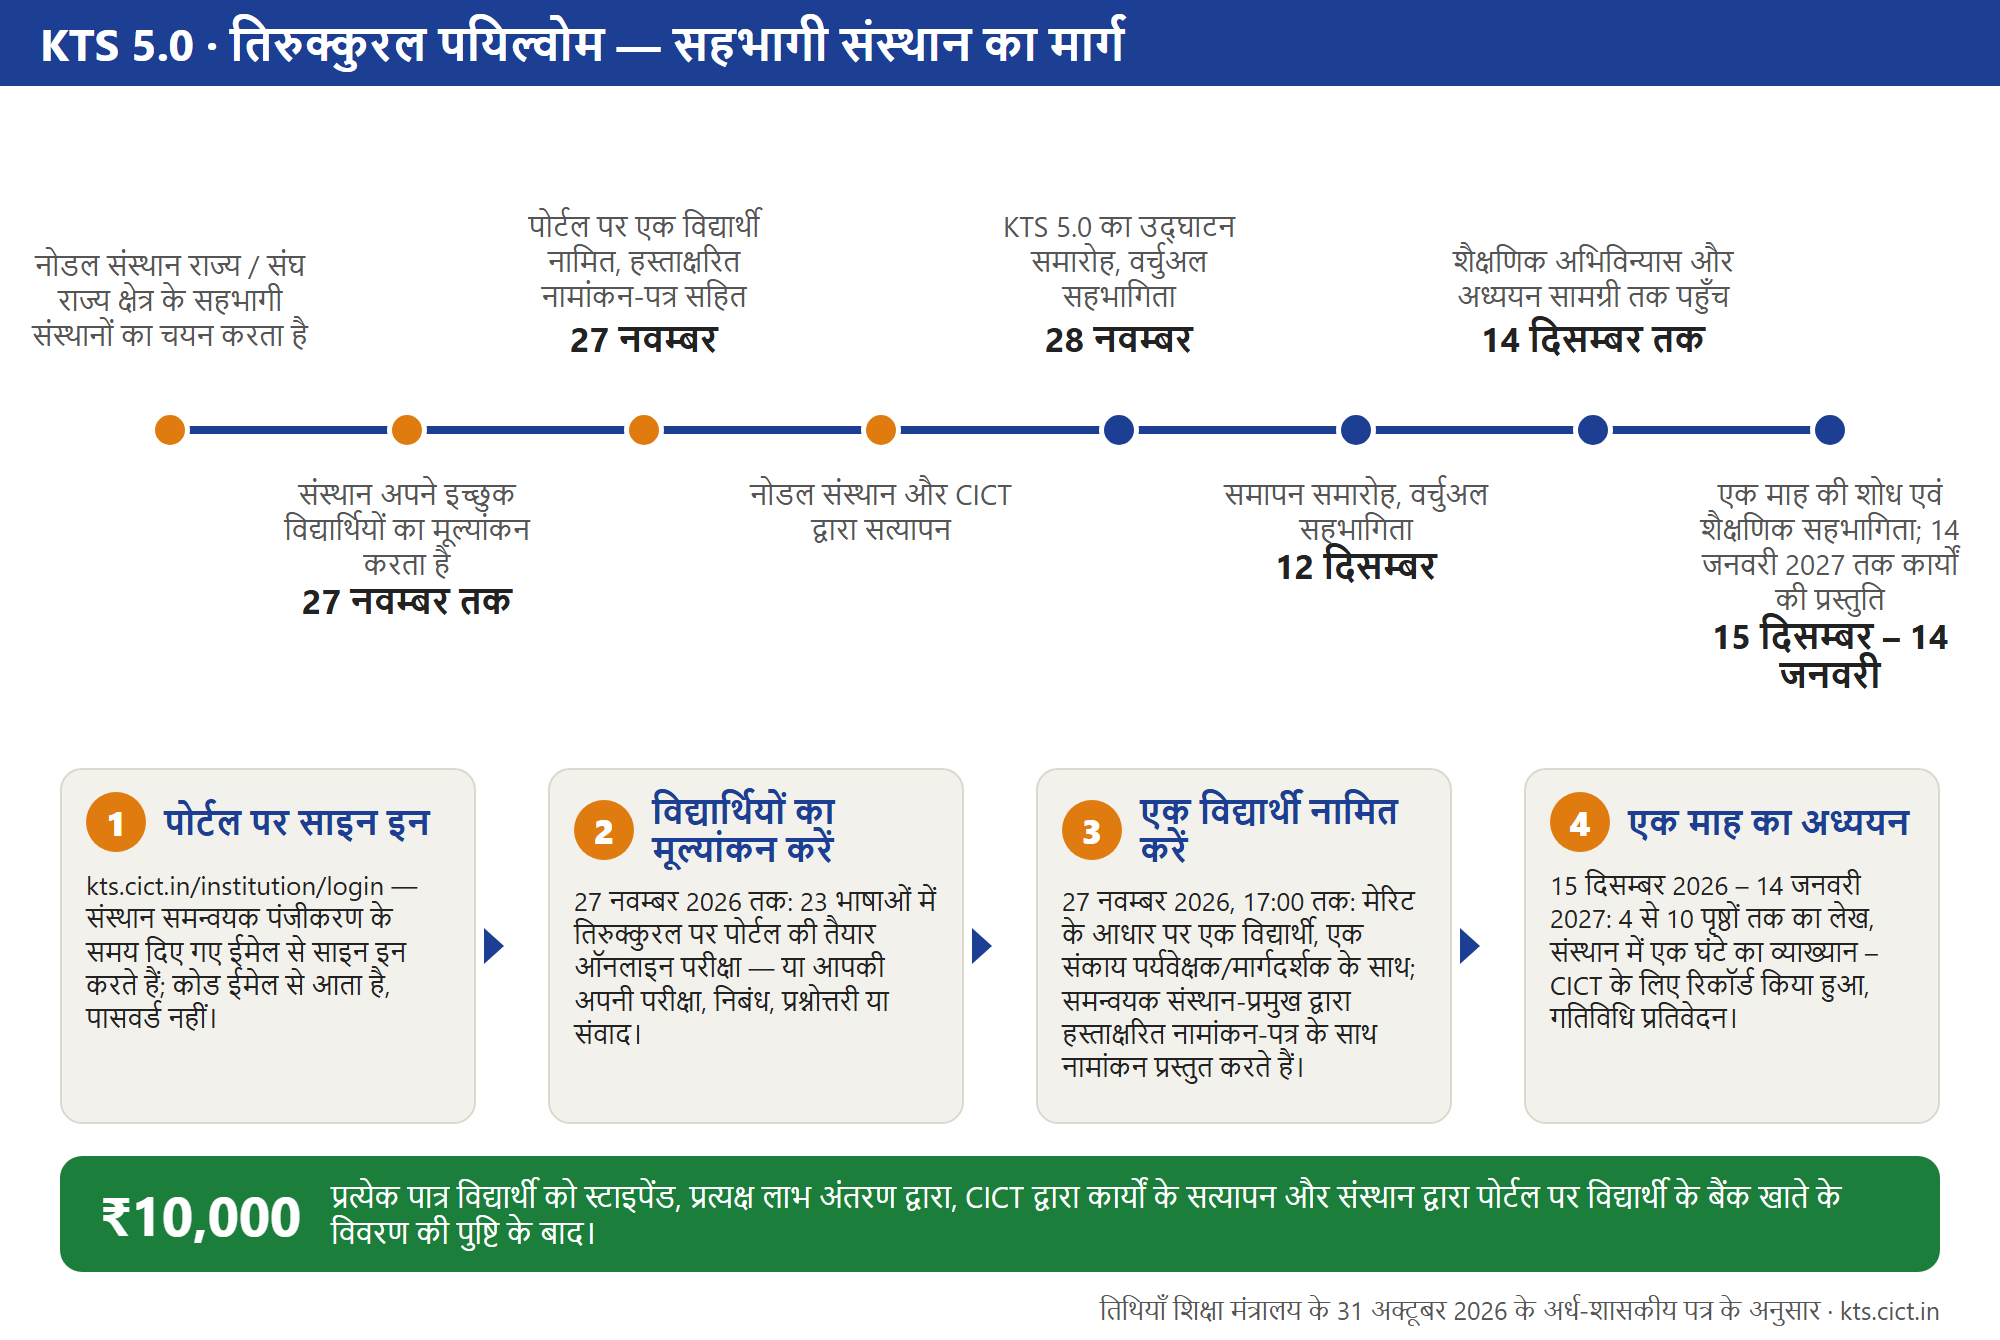 KTS 5.0 · तिरुक्कुरल पयिल्वोम — सहभागी संस्थान का मार्ग
नोडल संस्थान राज्य / संघ
राज्य क्षेत्र के सहभागी
संस्थानों का चयन करता है
पोर्टल पर एक विद्यार्थी
नामित, हस्ताक्षरित
नामांकन-पत्र सहित
27 नवम्बर
KTS 5.0 का उद्घाटन
समारोह, वर्चुअल
सहभागिता
28 नवम्बर
शैक्षणिक अभिविन्यास और
अध्ययन सामग्री तक पहुँच
14 दिसम्बर तक
संस्थान अपने इच्छुक
विद्यार्थियों का मूल्यांकन
करता है
27 नवम्बर तक
नोडल संस्थान और CICT
द्वारा सत्यापन
समापन समारोह, वर्चुअल
सहभागिता
12 दिसम्बर
एक माह की शोध एवं
शैक्षणिक सहभागिता; 14
जनवरी 2027 तक कार्यों
की प्रस्तुति
15 दिसम्बर – 14
जनवरी
1 पोर्टल पर साइन इन
kts.cict.in/institution/login —
संस्थान समन्वयक पंजीकरण के
समय दिए गए ईमेल से साइन इन
करते हैं; कोड ईमेल से आता है,
पासवर्ड नहीं।
2 विद्यार्थियों का
मूल्यांकन करें
27 नवम्बर 2026 तक: 23 भाषाओं में
तिरुक्कुरल पर पोर्टल की तैयार
ऑनलाइन परीक्षा — या आपकी
अपनी परीक्षा, निबंध, प्रश्नोत्तरी या
संवाद।
3 एक विद्यार्थी नामित
करें
27 नवम्बर 2026, 17:00 तक: मेरिट
के आधार पर एक विद्यार्थी, एक
संकाय पर्यवेक्षक/मार्गदर्शक के साथ;
समन्वयक संस्थान-प्रमुख द्वारा
हस्ताक्षरित नामांकन-पत्र के साथ
नामांकन प्रस्तुत करते हैं।
4 एक माह का अध्ययन
15 दिसम्बर 2026 – 14 जनवरी
2027: 4 से 10 पृष्ठों तक का लेख,
संस्थान में एक घंटे का व्याख्यान –
CICT के लिए रिकॉर्ड किया हुआ,
गतिविधि प्रतिवेदन।
₹10,000
प्रत्येक पात्र विद्यार्थी को स्टाइपेंड, प्रत्यक्ष लाभ अंतरण द्वारा, CICT द्वारा कार्यों के सत्यापन और संस्थान द्वारा पोर्टल पर विद्यार्थी के बैंक खाते के
विवरण की पुष्टि के बाद।
तिथियाँ शिक्षा मंत्रालय के 31 अक्टूबर 2026 के अर्ध-शासकीय पत्र के अनुसार · kts.cict.in